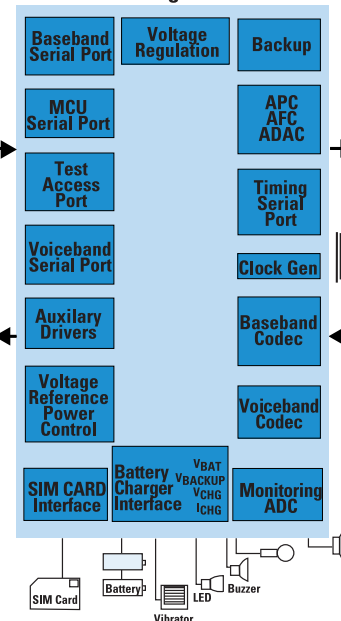 Baseband
Serial Port
Voltage
Regulation
Backup
MCU
Serial Port
APC
AFC
ADAC
Test
Access
Port
Timing
Serial
Port
Voiceband
Serial Port
Clock Gen
Auxilary
Drivers
Baseband
Codec
Voltage
Reference
Power
Control
Voiceband
Codec
SIM CARD
Interface
Battery
Charger
Interface
VBAT
VBACKUP
VCHG
ICHG
Monitoring
ADC
SIM Card
Battery
Vibrator
LED
Buzzer